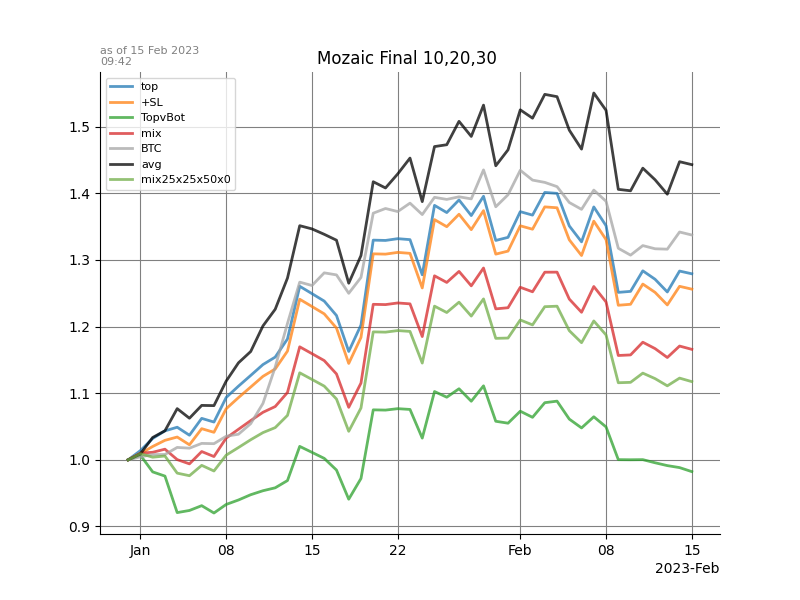 as of 15 Feb 2023
09:42
Mozaic Final 10,20,30
top
+SL
TopvBot
mix
BTC
avg
mix25x25x50x0
1.5
1.4
1.3
1.2
1.1
1.0
0.9
Jan 08 15 22 Feb 08 15
2023-Feb